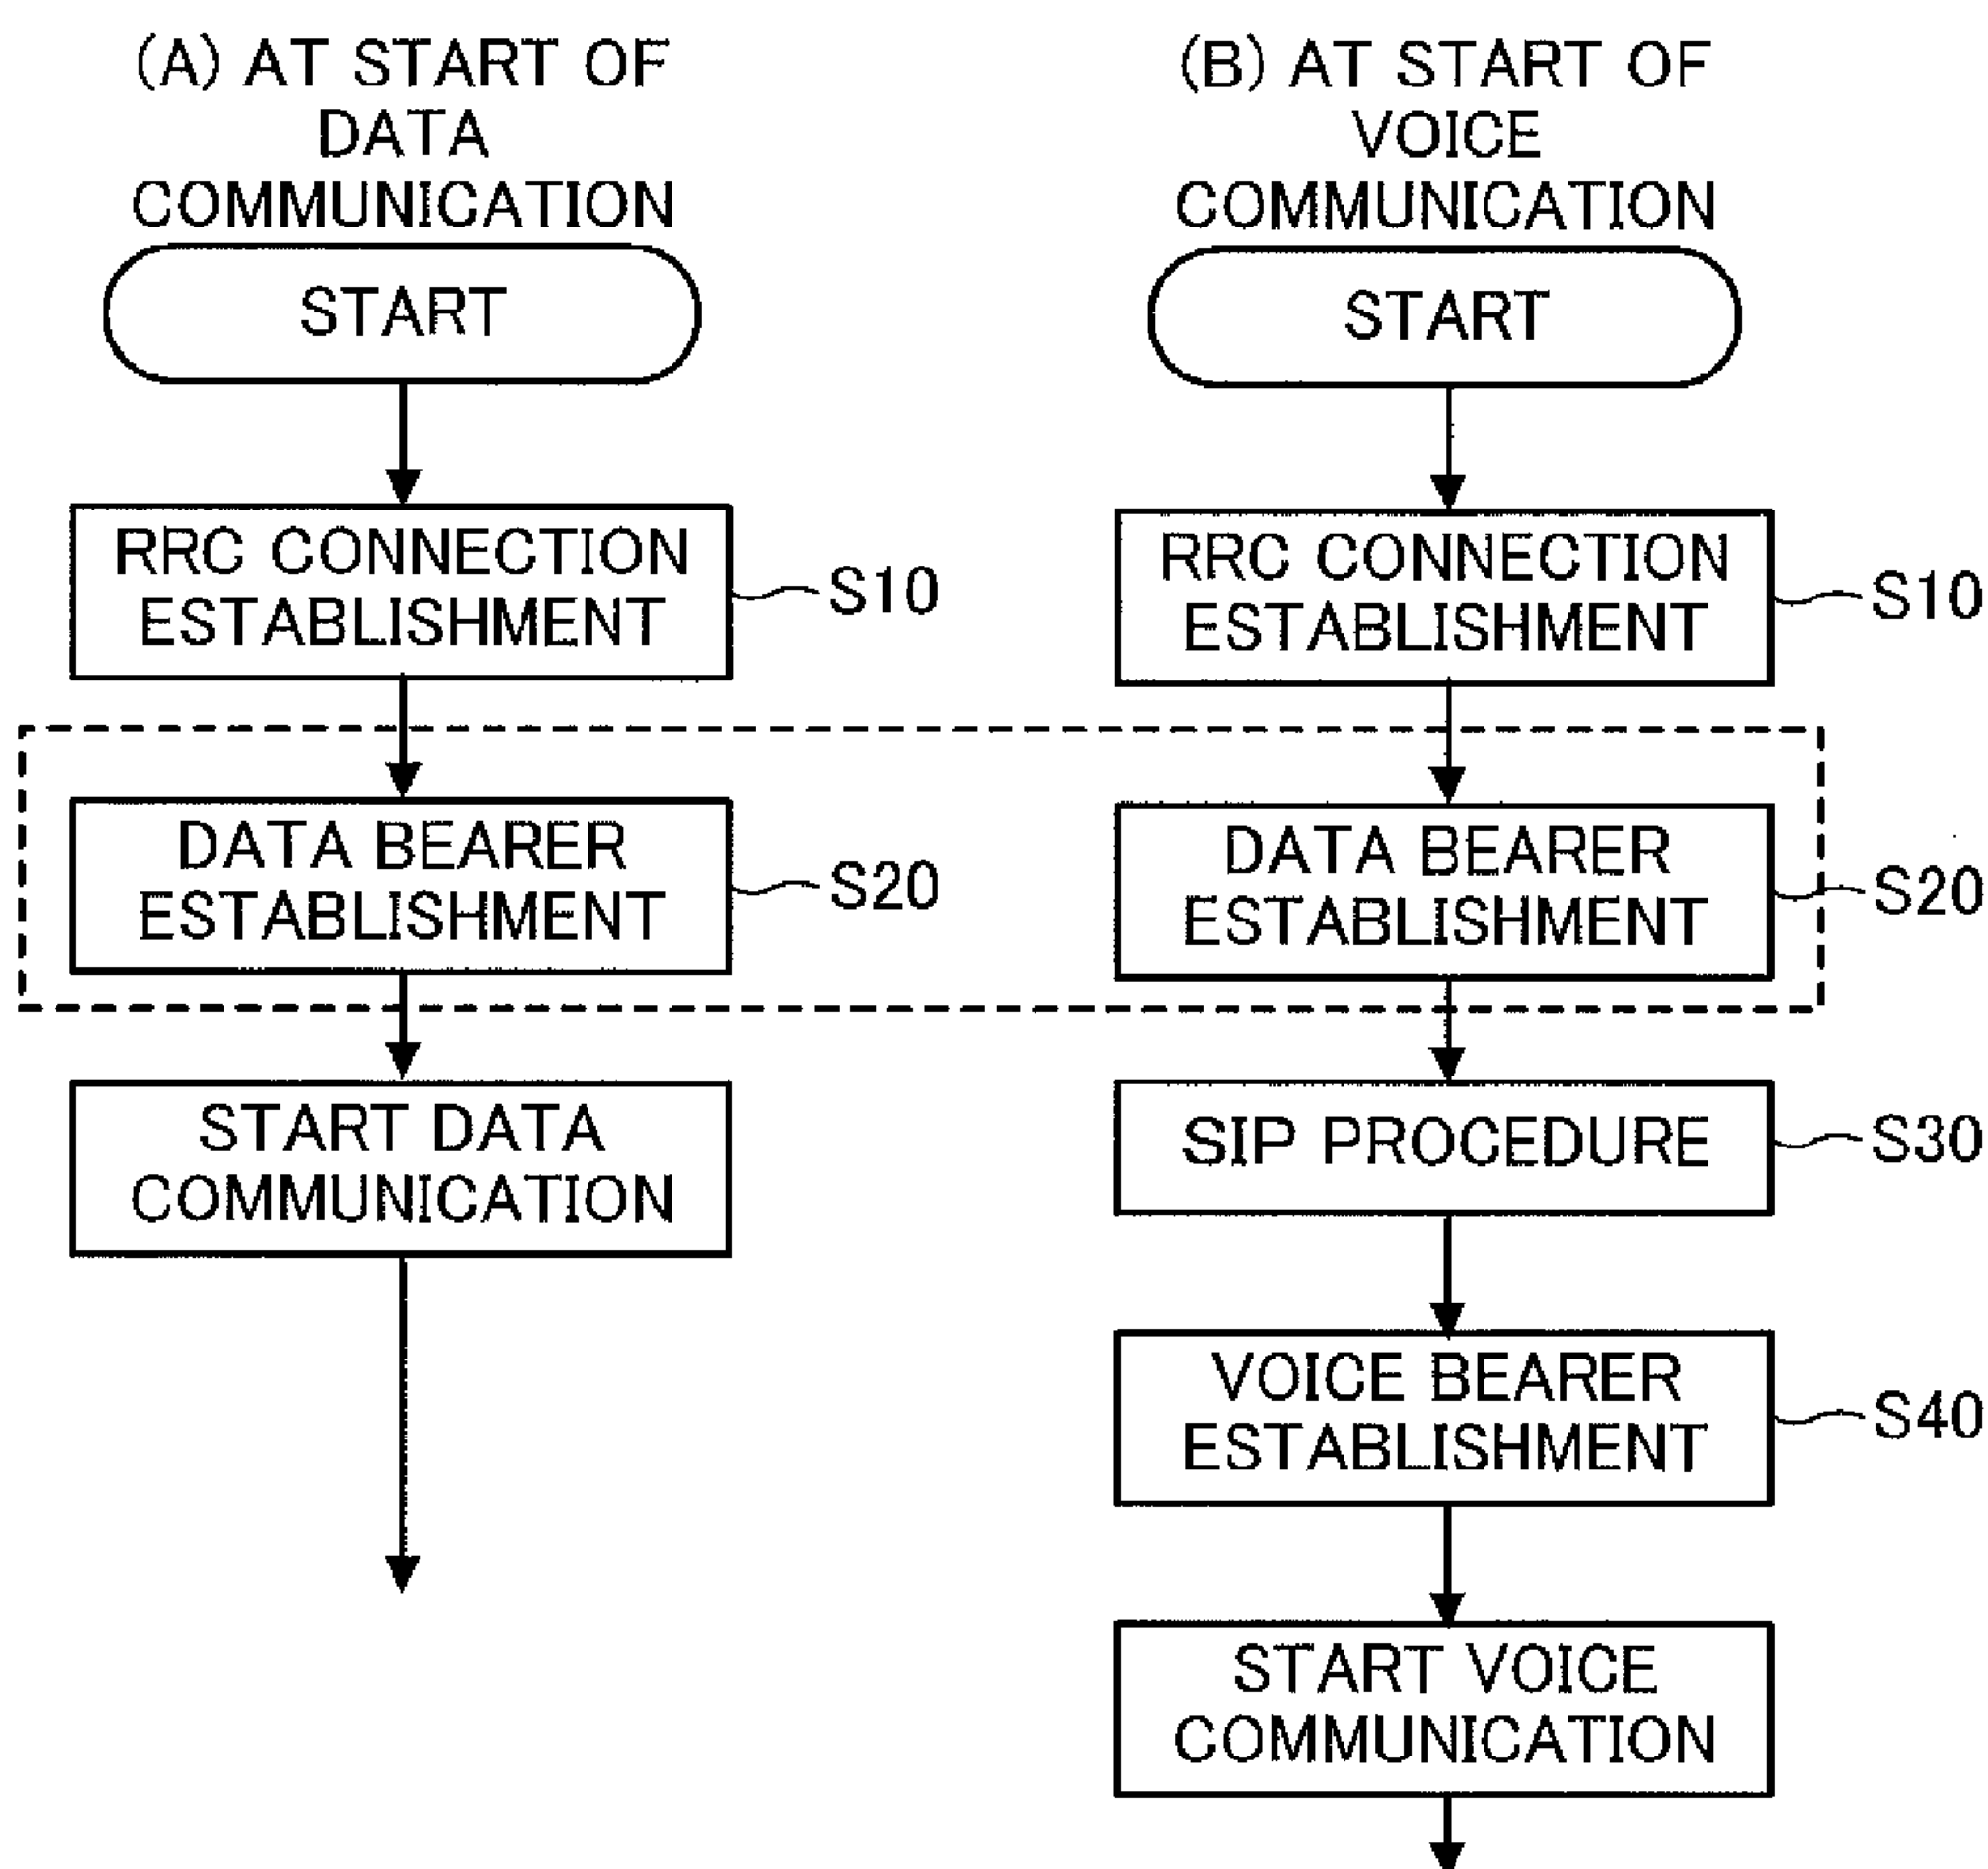 (A) AT START OF
DATA
COMMUNICATION
START
RRC CONNECTION
ESTABLISHMENT
S10
DATA BEARER
ESTABLISHMENT
S20
START DATA
COMMUNICATION
(B) AT START OF
VOICE
COMMUNICATION
START
RRC CONNECTION
ESTABLISHMENT
S10
DATA BEARER
ESTABLISHMENT
S20
SIP PROCEDURE
S30
VOICE BEARER
ESTABLISHMENT
S40
START VOICE
COMMUNICATION